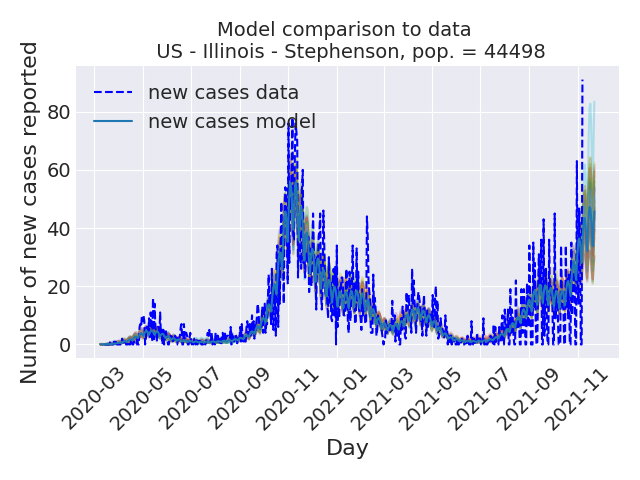 Model comparison to data
US - Illinois - Stephenson, pop. = 44498
Number of new cases reported
80
60
40
20
0
new cases data
new cases model
2020-03
2020-05
2020-07
2020-09
2020-11
2021-01
2021-03
2021-05
2021-07
2021-09
2021-11
Day